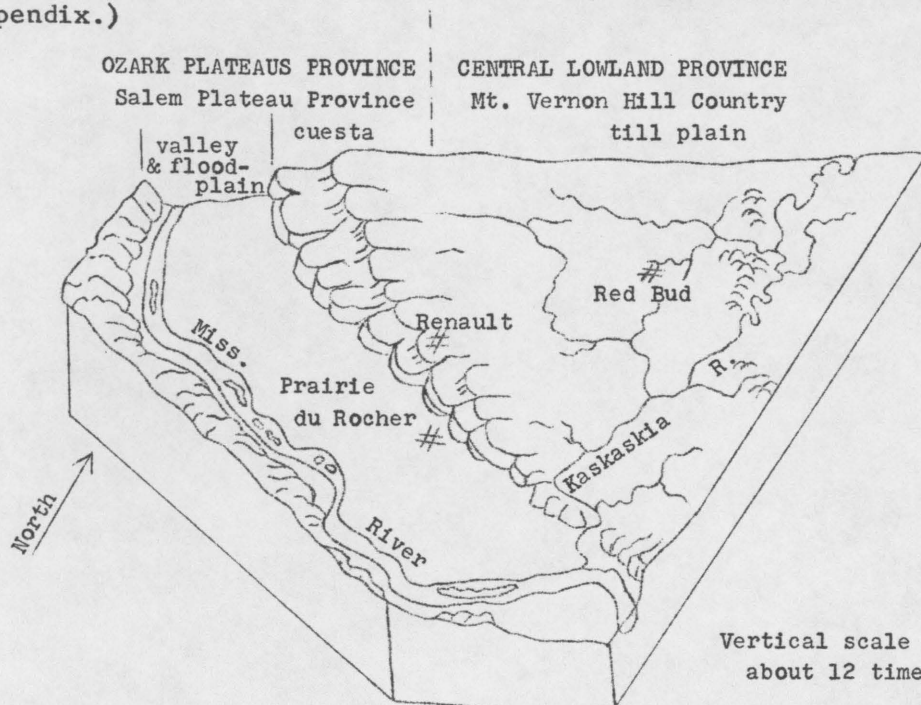 pendix.)
OZARK PLATEAUS PROVINCE
Salem Plateau Province
cuesta
valley
& flood-
plain
CENTRAL LOWLAND PROVINCE
Mt. Vernon Hill Country
till plain
Red Bud
Renault
Miss.
Prairie
du Rocher
R.
Kaskaskia
North
River
Vertical scale
about 12 time